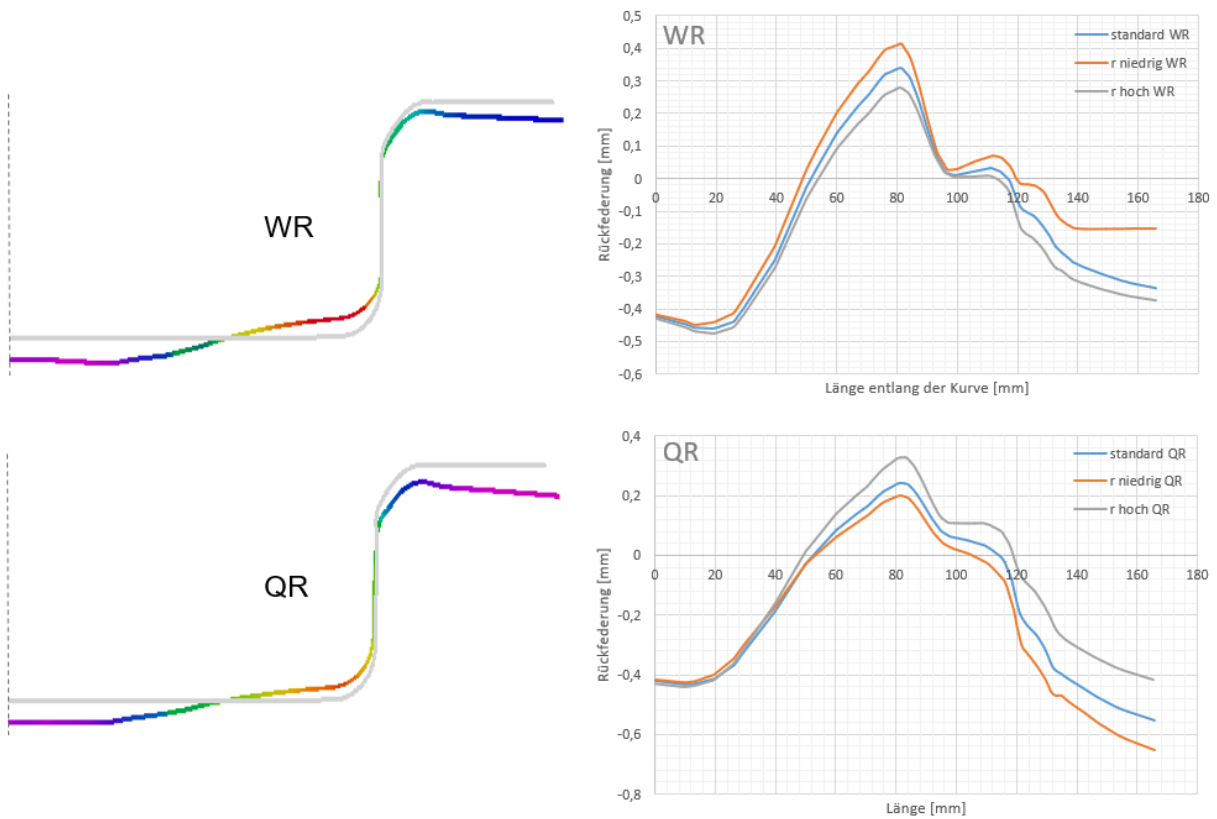 WR
WR
standard WR
r niedrig WR
r hoch WR
0,5
0,4
0,3
0,2
0,1
0
-0,1
-0,2
-0,3
-0,4
-0,5
-0,6
0 20 40 60 80 100 120 140 160 180
Rückfederung [mm]
Länge entlang der Kurve [mm]
QR
QR
standard QR
r niedrig QR
r hoch QR
0,4
0,2
0
-0,2
-0,4
-0,6
-0,8
0 20 40 60 80 100 120 140 160 180
Rückfederung [mm]
Länge [mm]